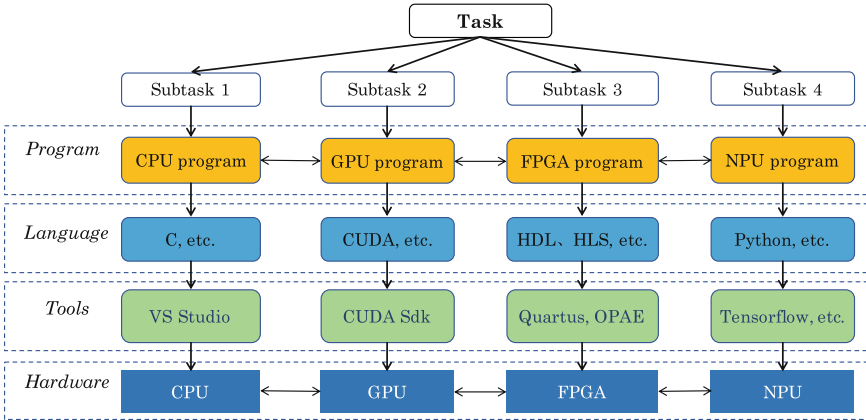 Task
Subtask 1 Subtask 2 Subtask 3 Subtask 4
Program CPU program GPU program FPGA program NPU program
Language C, etc. CUDA, etc. HDL、HLS, etc. Python, etc.
Tools VS Studio CUDA Sdk Quartus, OPAE Tensorflow, etc.
Hardware CPU GPU FPGA NPU